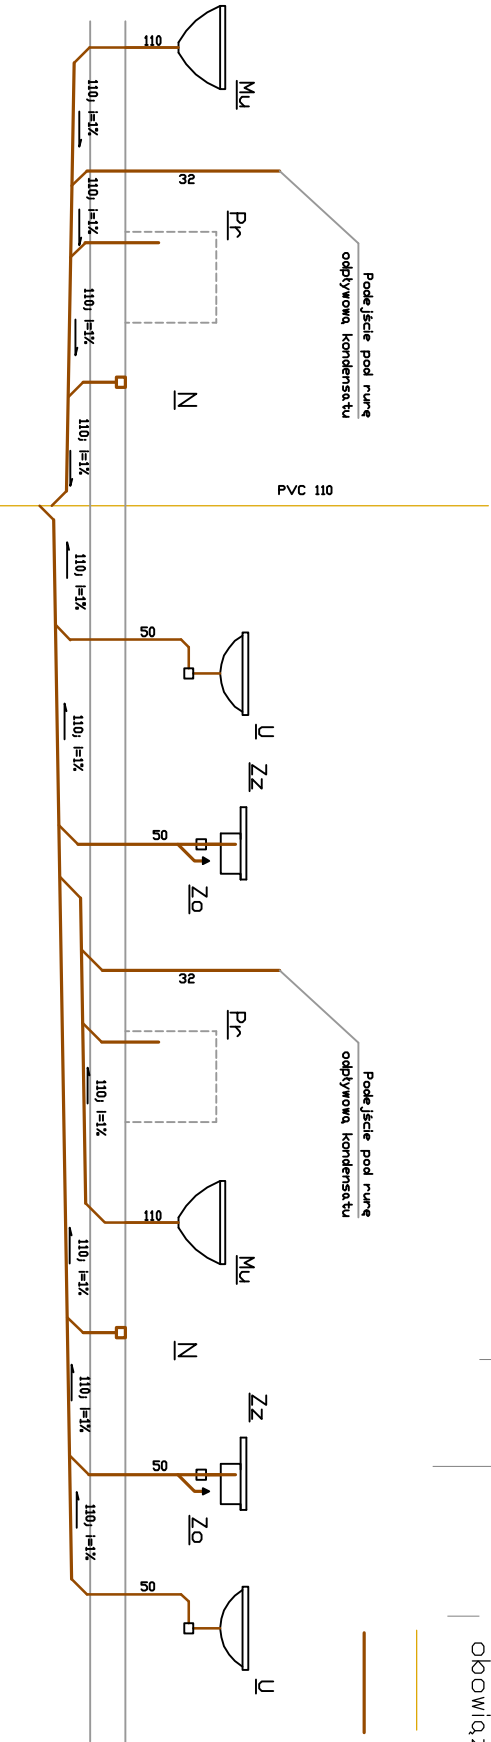 110
Mu
110; i=1%
32
110; i=1%
Pr
Podejście pod rurę
odpływową kondensatu
110; i=1%
N
110; i=1%
PVC 110
110; i=1%
50
U
110; i=1%
Zz
50
Zo
32
Pr
Podejście pod rurę
odpływową kondensatu
110; i=1%
110
Mu
110; i=1%
N
110; i=1%
Zz
50
Zo
110; i=1%
50
U